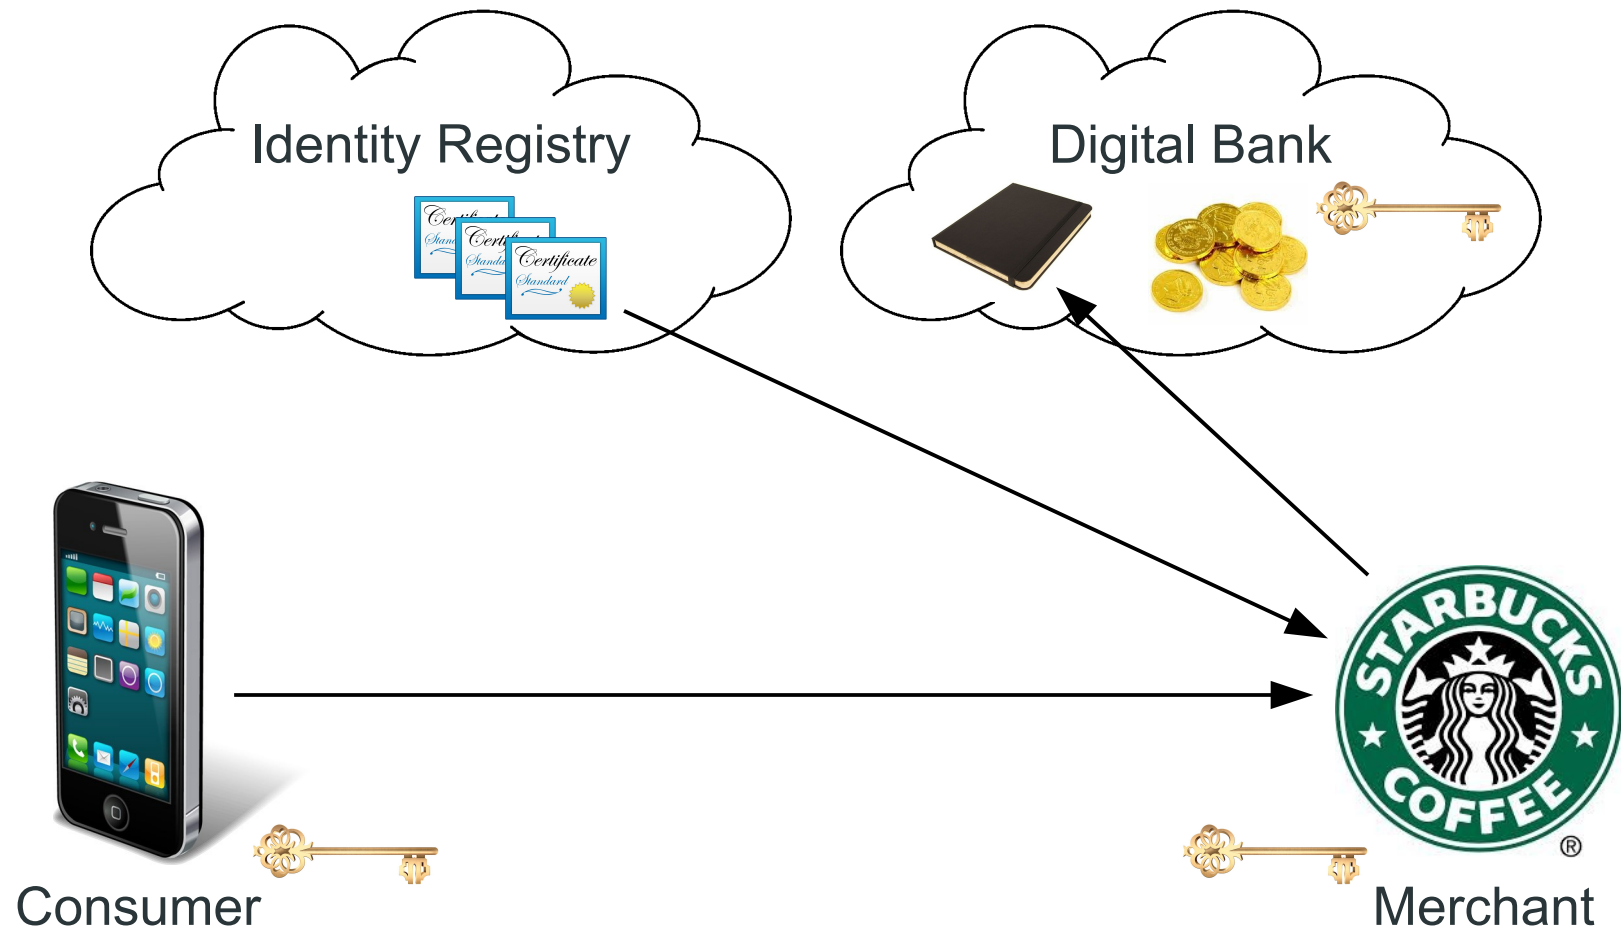 Identity Registry
Digital Bank
Certificate
Standard
STARBUCKS
COFFEE
®
Consumer
Merchant